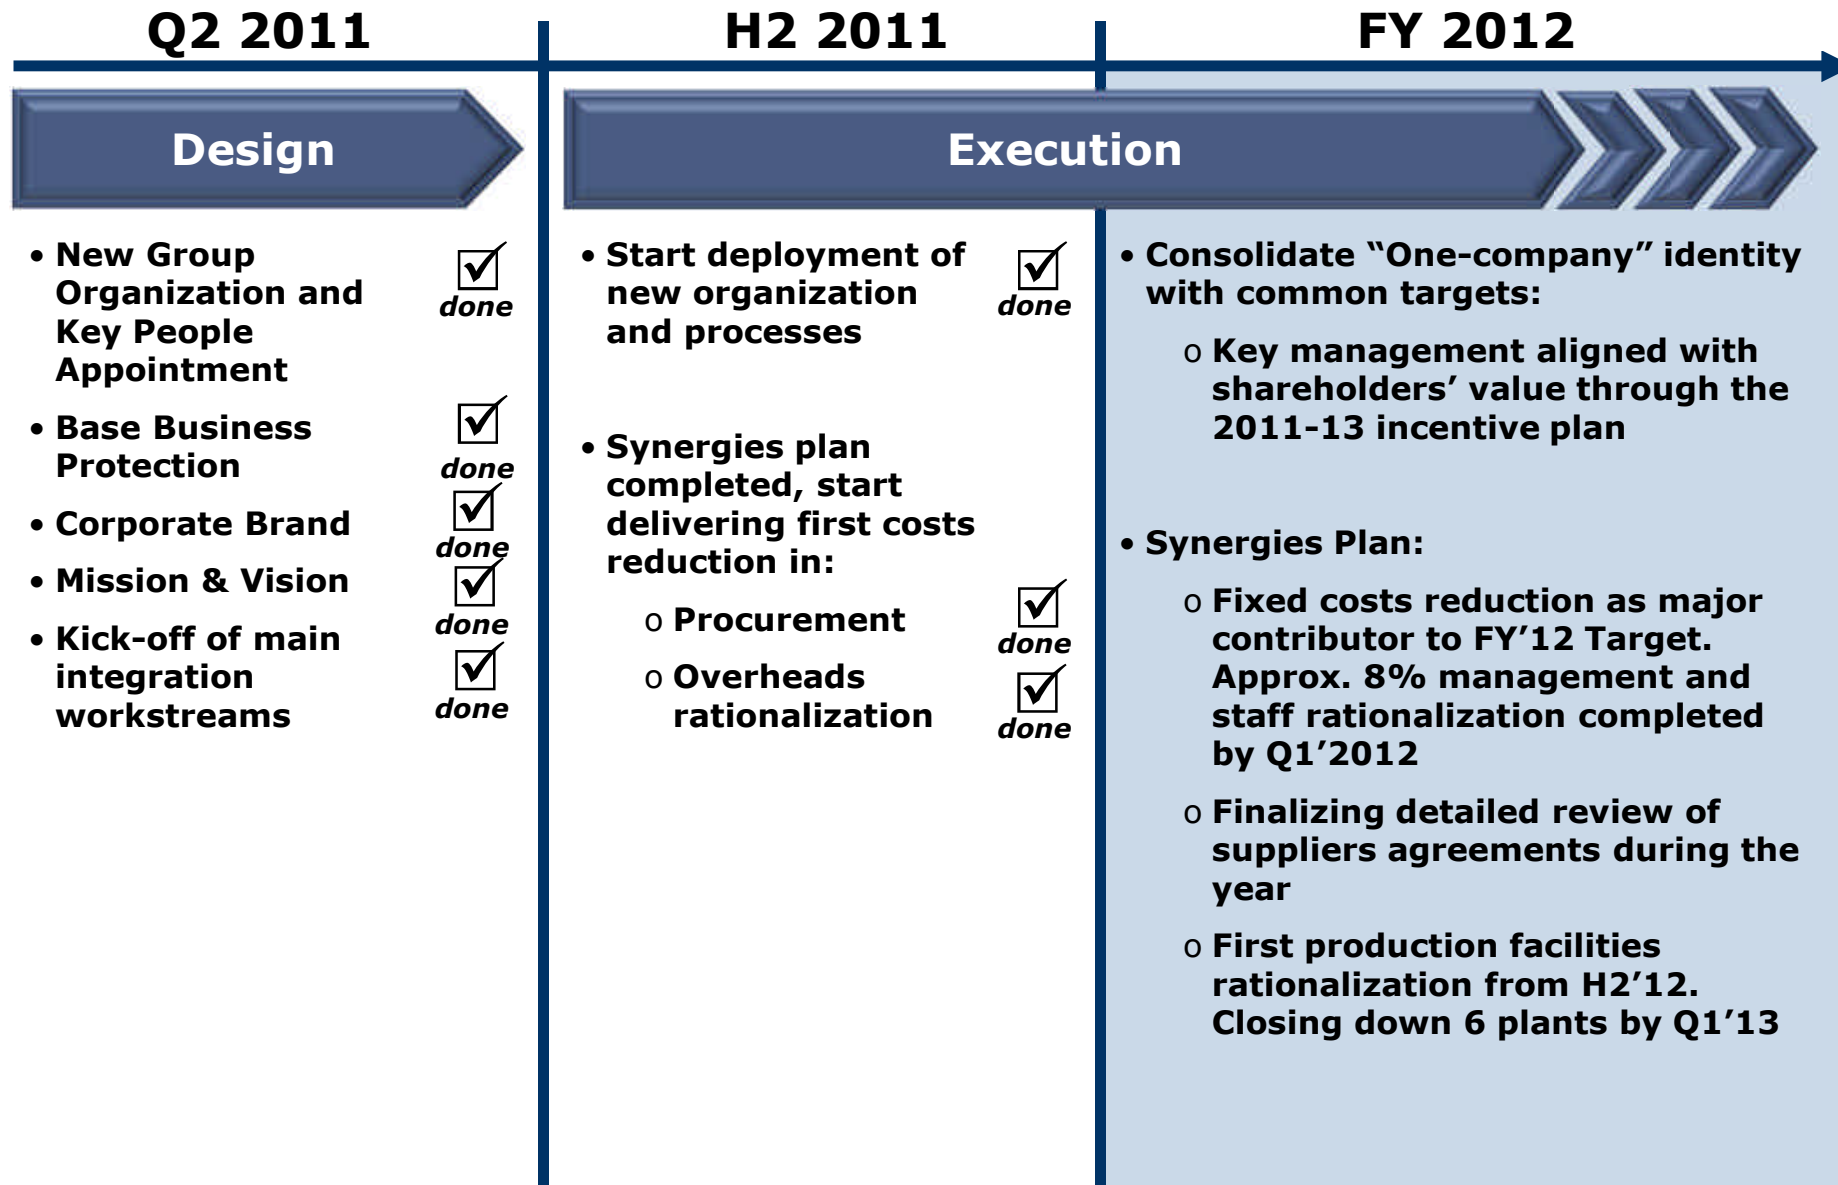 Q2 2011
H2 2011
FY 2012
Design
Execution
• New Group
Organization and
Key People
Appointment
done
• Base Business
Protection
done
• Corporate Brand
done
• Mission & Vision
done
• Kick-off of main
integration
workstreams
done
• Start deployment of
new organization
and processes
done
• Synergies plan
completed, start
delivering first costs
reduction in:
o Procurement
done
o Overheads
rationalization
done
• Consolidate “One-company” identity
with common targets:
o Key management aligned with
shareholders’ value through the
2011-13 incentive plan
• Synergies Plan:
o Fixed costs reduction as major
contributor to FY’12 Target.
Approx. 8% management and
staff rationalization completed
by Q1’2012
o Finalizing detailed review of
suppliers agreements during the
year
o First production facilities
rationalization from H2’12.
Closing down 6 plants by Q1’13